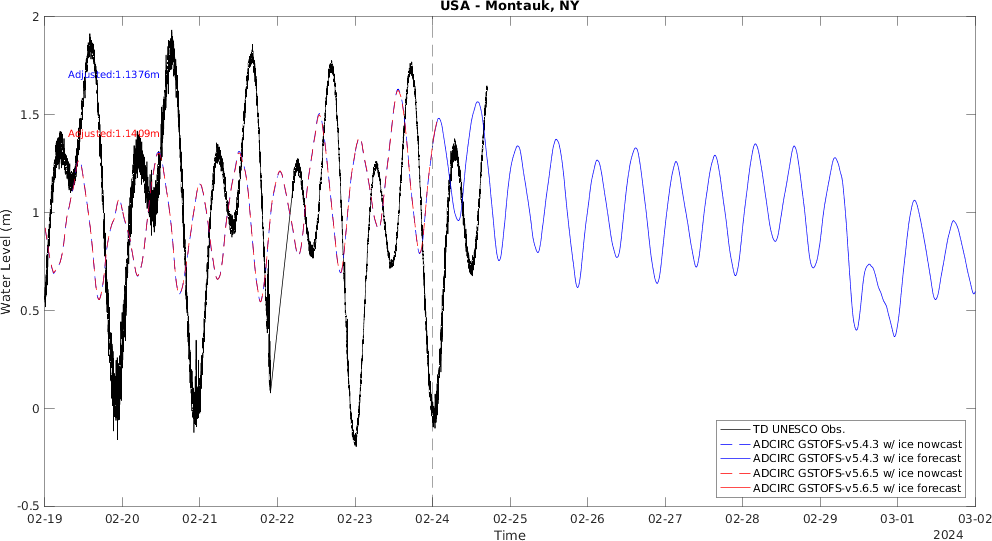 USA - Montauk, NY
2
Adjusted:1.1376m
1.5
Adjusted:1.1409m
1
Water Level (m)
0.5
0
-0.5
TD UNESCO Obs.
ADCIRC GSTOFS-v5.4.3 w/ ice nowcast
ADCIRC GSTOFS-v5.4.3 w/ ice forecast
ADCIRC GSTOFS-v5.6.5 w/ ice nowcast
ADCIRC GSTOFS-v5.6.5 w/ ice forecast
02-19 02-20 02-21 02-22 02-23 02-24 02-25 02-26 02-27 02-28 02-29 03-01 03-02
Time
2024